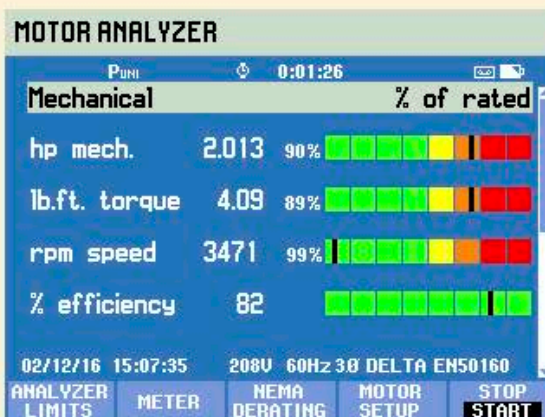 MOTOR ANALYZER
PUNI 0:01:26
Mechanical % of rated
hp mech. 2.013 90%
lb.ft. torque 4.09 89%
rpm speed 3471 99%
% efficiency 82
02/12/16 15:07:35 208V 60Hz 3Ø DELTA EN50160
ANALYZER LIMITS METER NEMA DERATING MOTOR SETUP STOP START